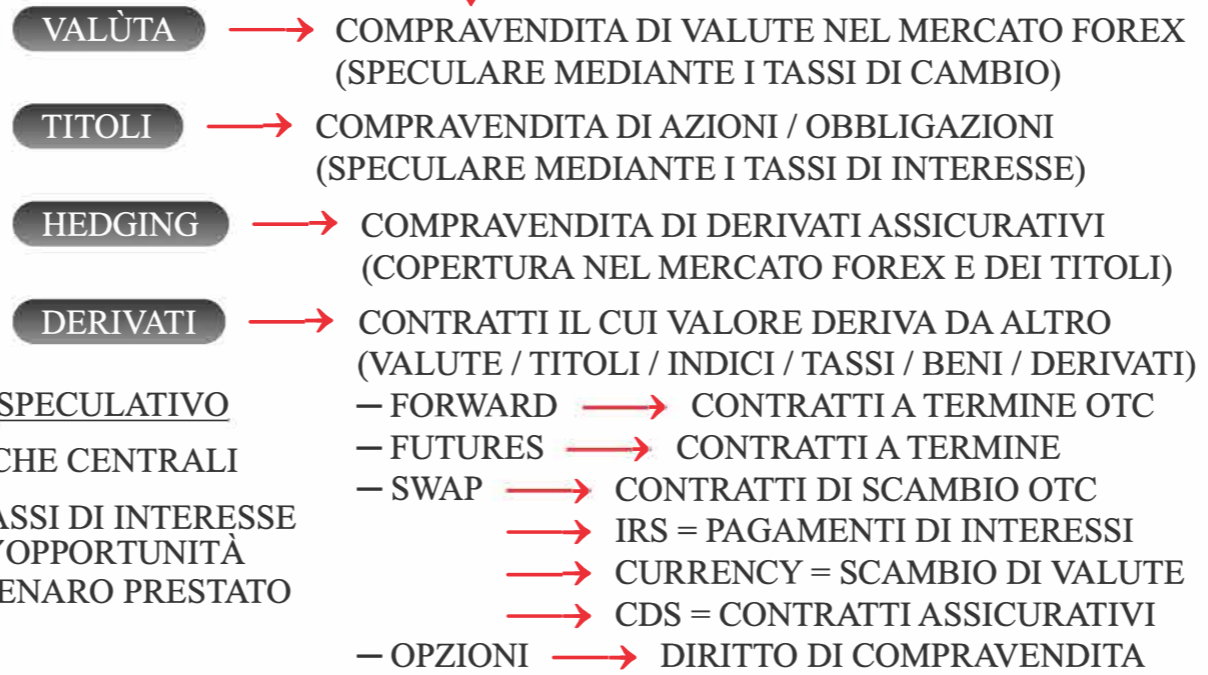 VALÙTA → COMPRAVENDITA DI VALUTE NEL MERCATO FOREX
(SPECULARE MEDIANTE I TASSI DI CAMBIO)
TITOLI → COMPRAVENDITA DI AZIONI / OBBLIGAZIONI
(SPECULARE MEDIANTE I TASSI DI INTERESSE)
HEDGING → COMPRAVENDITA DI DERIVATI ASSICURATIVI
(COPERTURA NEL MERCATO FOREX E DEI TITOLI)
DERIVATI → CONTRATTI IL CUI VALORE DERIVA DA ALTRO
(VALUTE / TITOLI / INDICI / TASSI / BENI / DERIVATI)
– FORWARD → CONTRATTI A TERMINE OTC
– FUTURES → CONTRATTI A TERMINE
– SWAP → CONTRATTI DI SCAMBIO OTC
→ IRS = PAGAMENTI DI INTERESSI
→ CURRENCY = SCAMBIO DI VALUTE
→ CDS = CONTRATTI ASSICURATIVI
– OPZIONI → DIRITTO DI COMPRAVENDITA
SPECULATIVO
CHE CENTRALI
ASSI DI INTERESSE
'OPPORTUNITÀ
ENARO PRESTATO